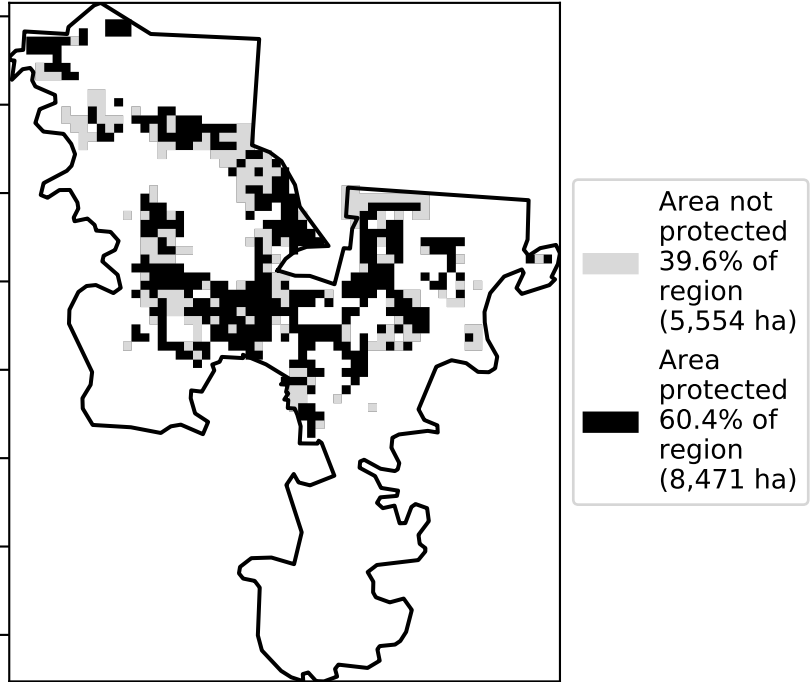 Area not
protected
39.6% of
region
(5,554 ha)
Area
protected
60.4% of
region
(8,471 ha)